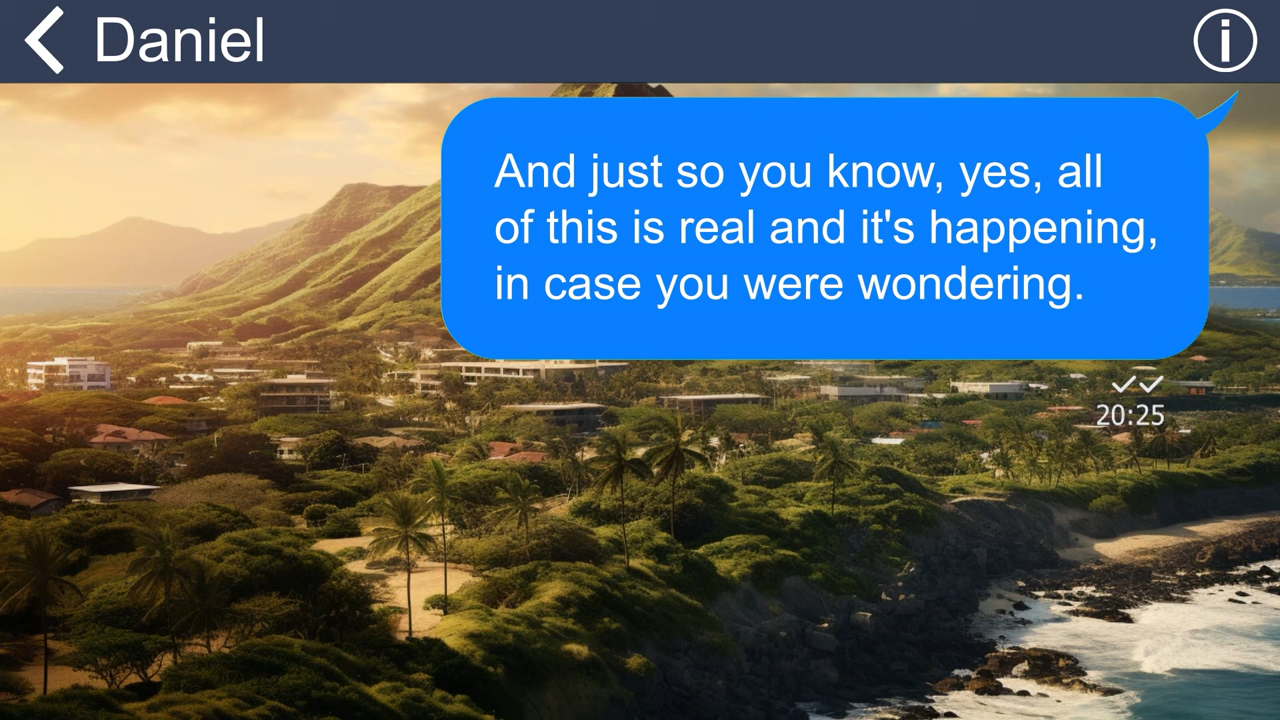 Daniel
And just so you know, yes, all
of this is real and it's happening,
in case you were wondering.
20:25